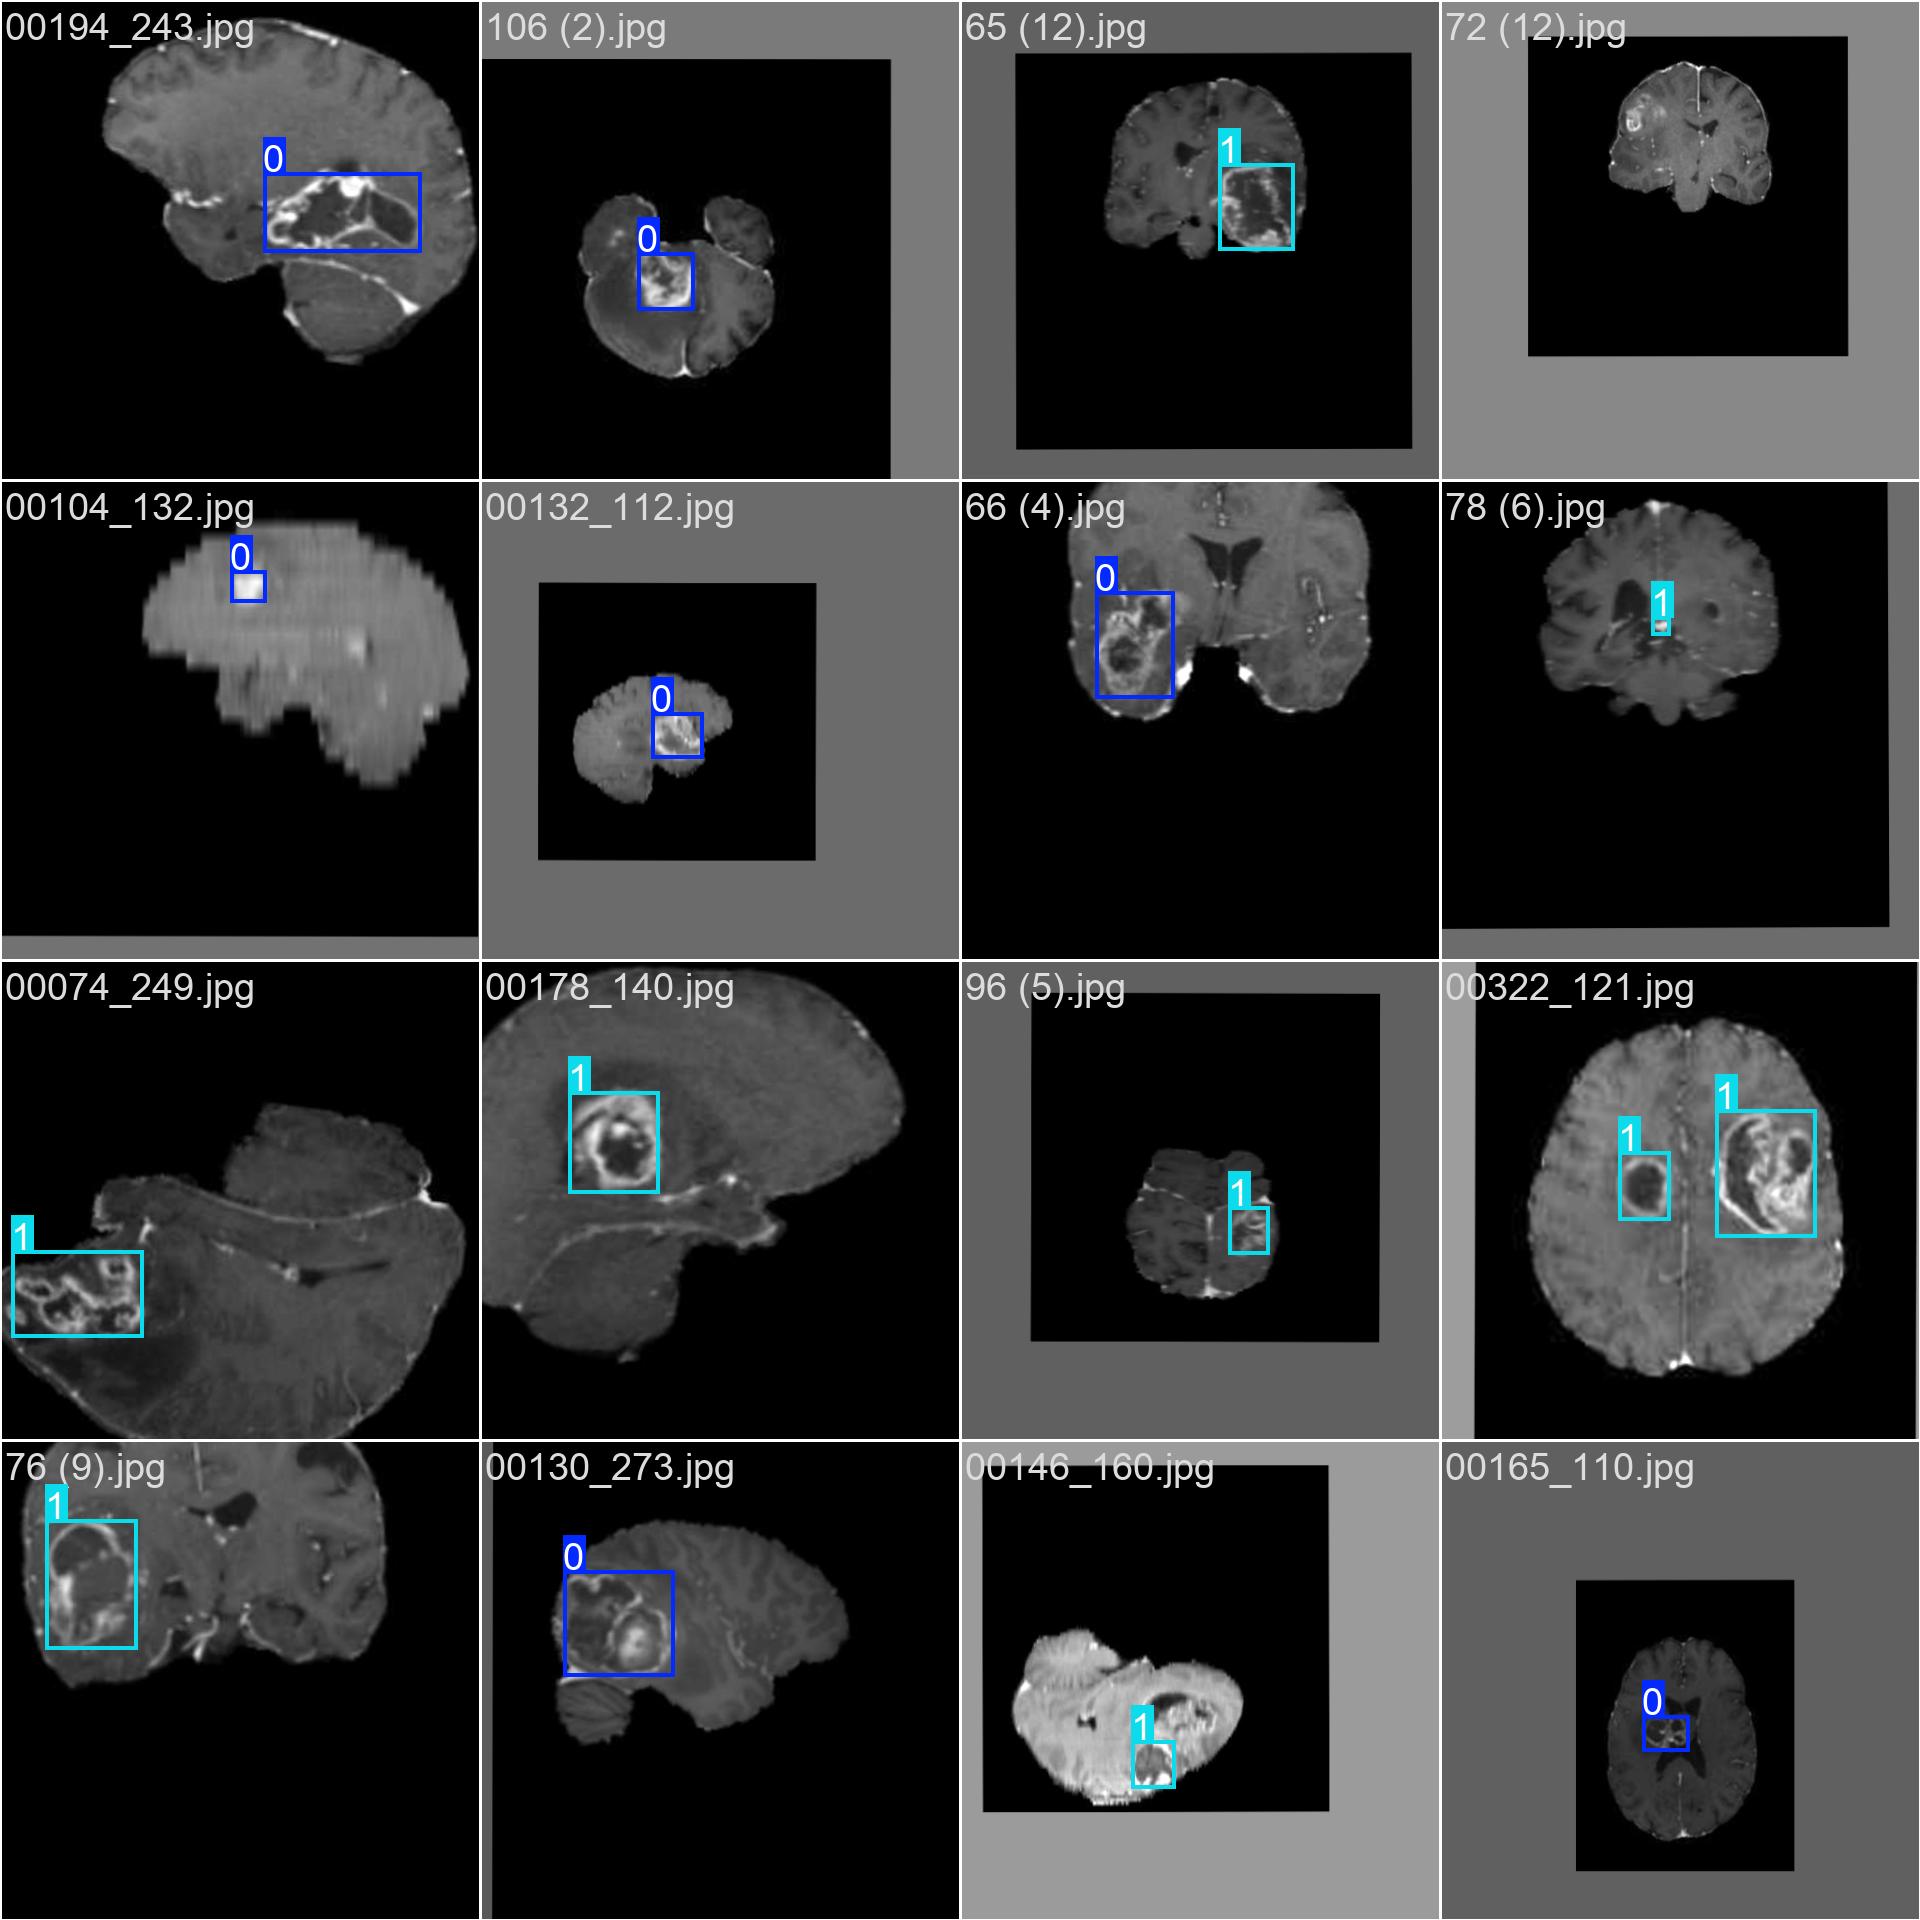 00194_243.jpg
0
106 (2).jpg
0
65 (12).jpg
1
72 (12).jpg
00104_132.jpg
0
00132_112.jpg
0
66 (4).jpg
0
78 (6).jpg
1
00074_249.jpg
1
00178_140.jpg
1
96 (5).jpg
1
00322_121.jpg
1
1
76 (9).jpg
1
00130_273.jpg
0
00146_160.jpg
1
00165_110.jpg
0